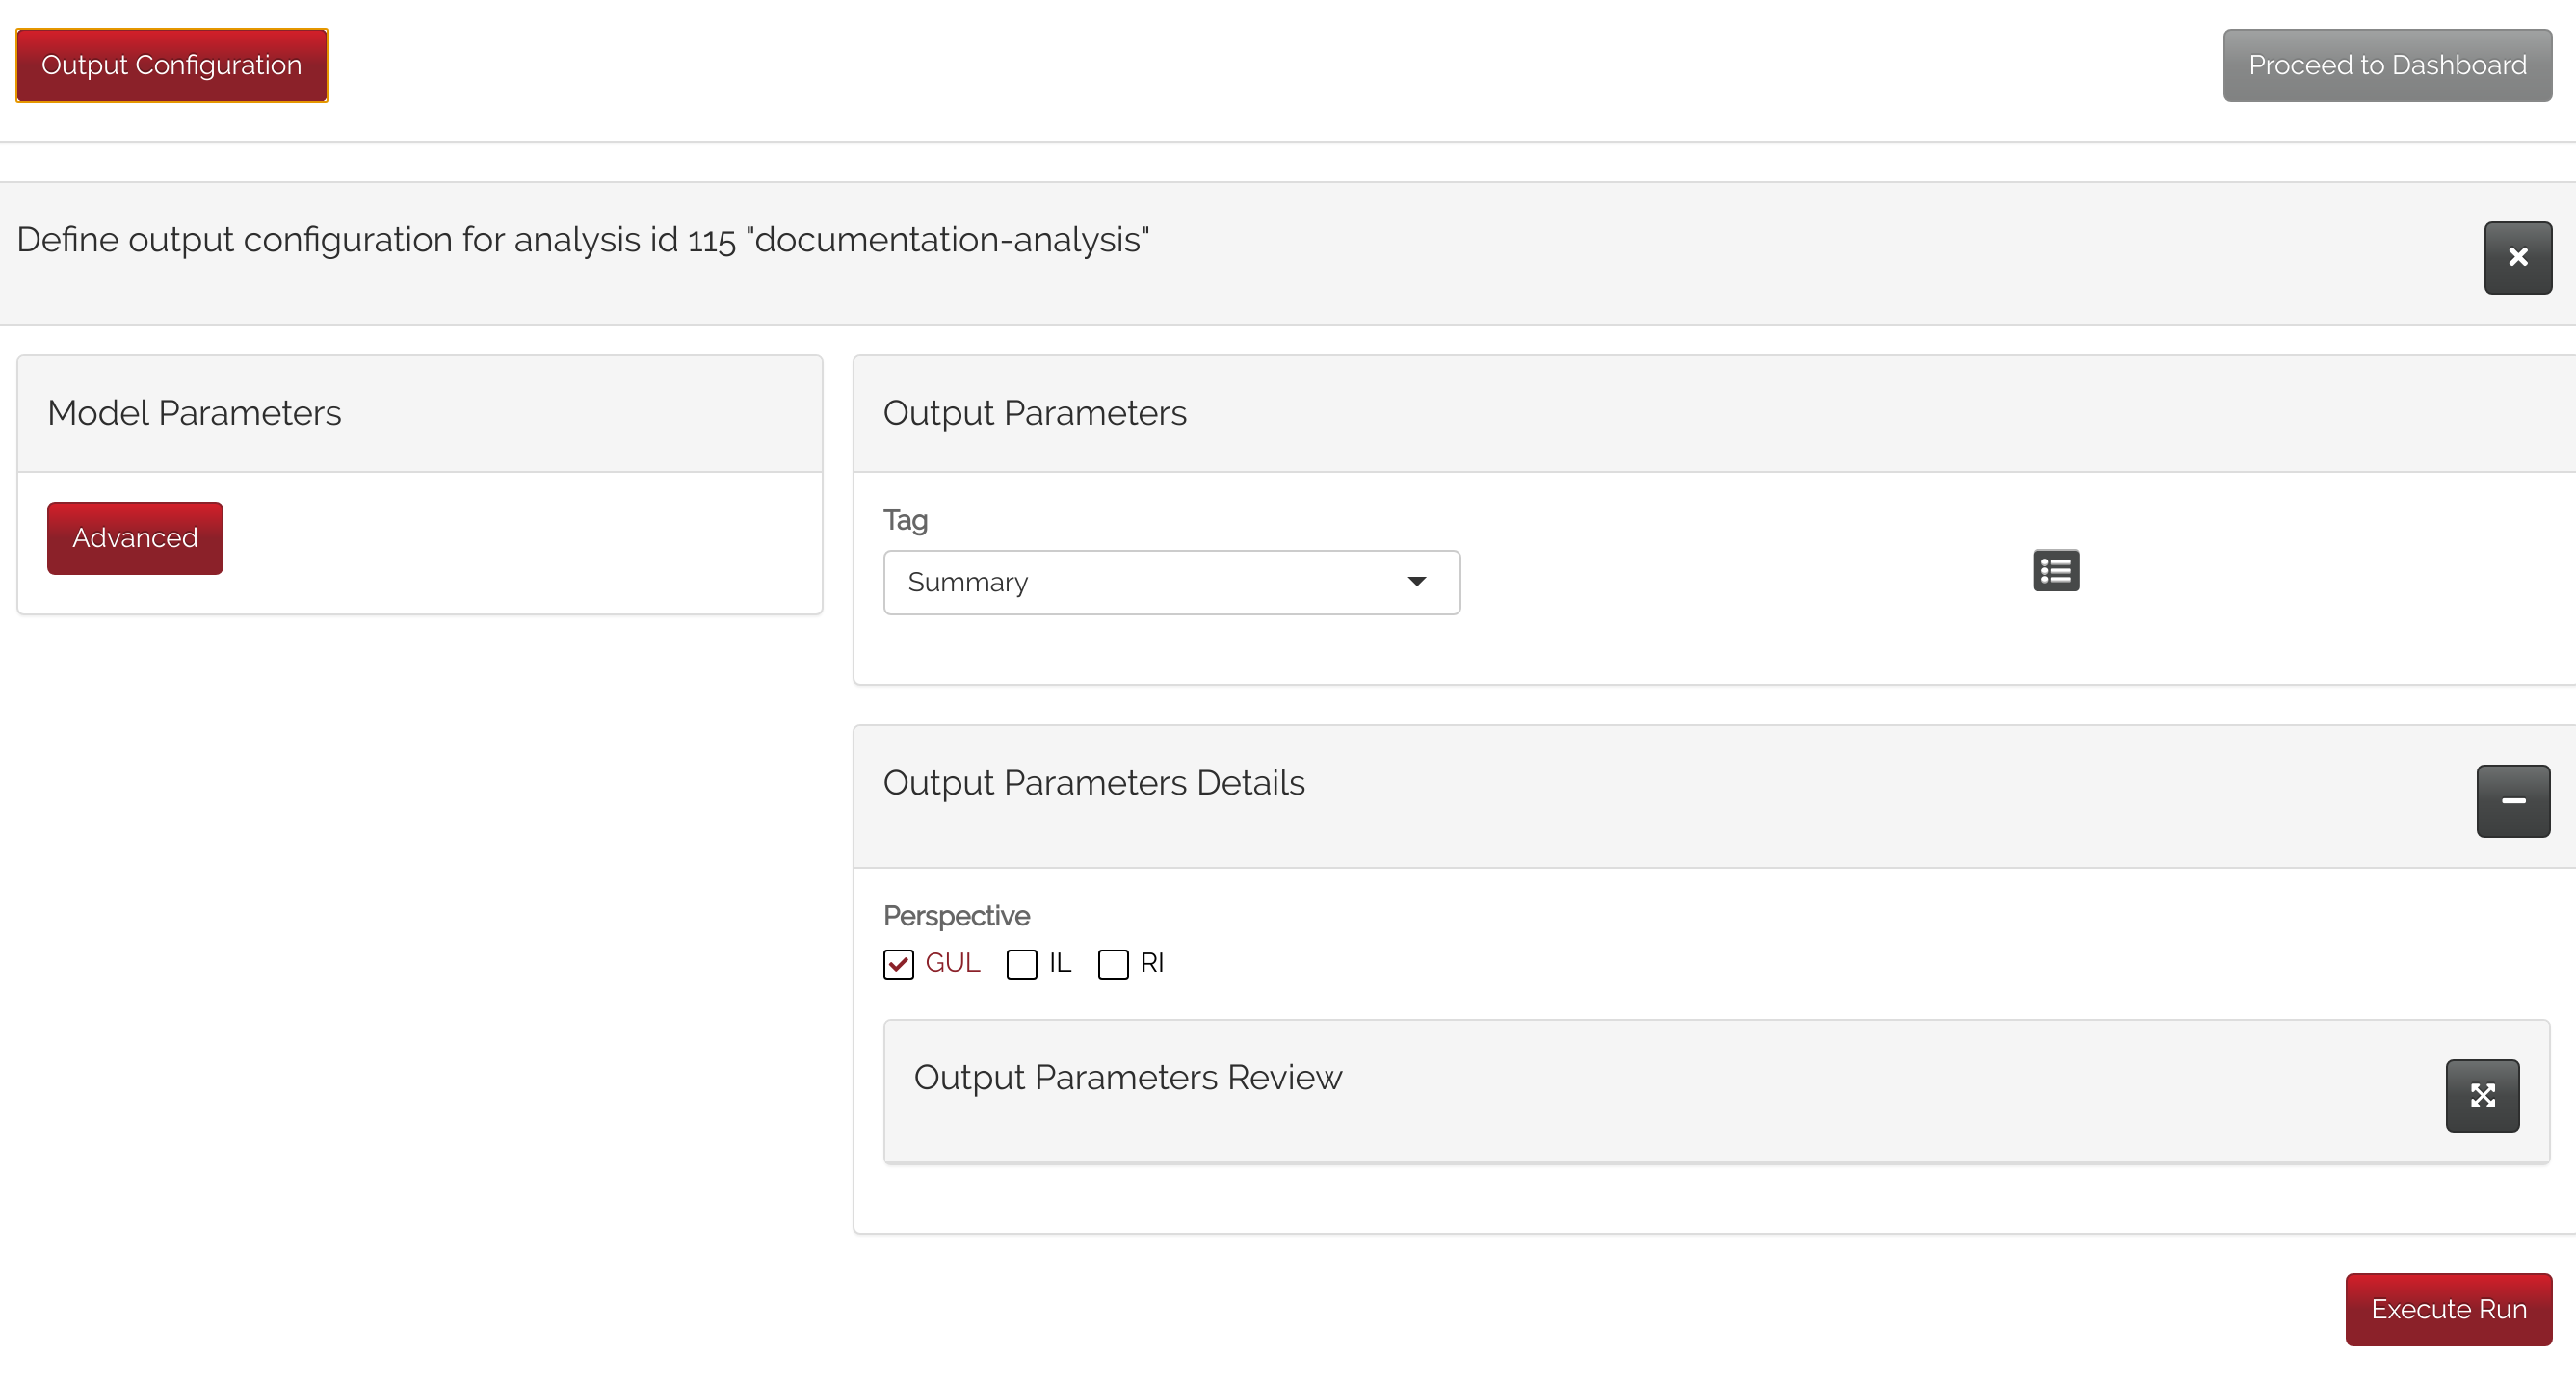 Output Configuration
Proceed to Dashboard
Define output configuration for analysis id 115 "documentation-analysis"
Model Parameters
Advanced
Output Parameters
Tag
Summary
Output Parameters Details
Perspective
GUL IL RI
Output Parameters Review
Execute Run